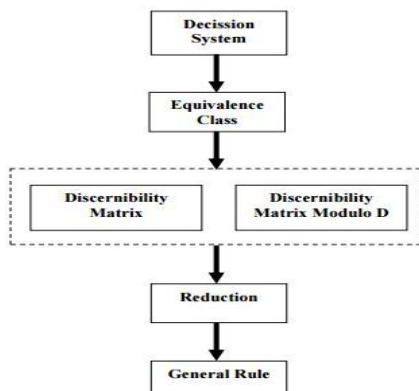 Decission
System
Equivalence
Class
Discernibility
Matrix
Discernibility
Matrix Modulo D
Reduction
General Rule